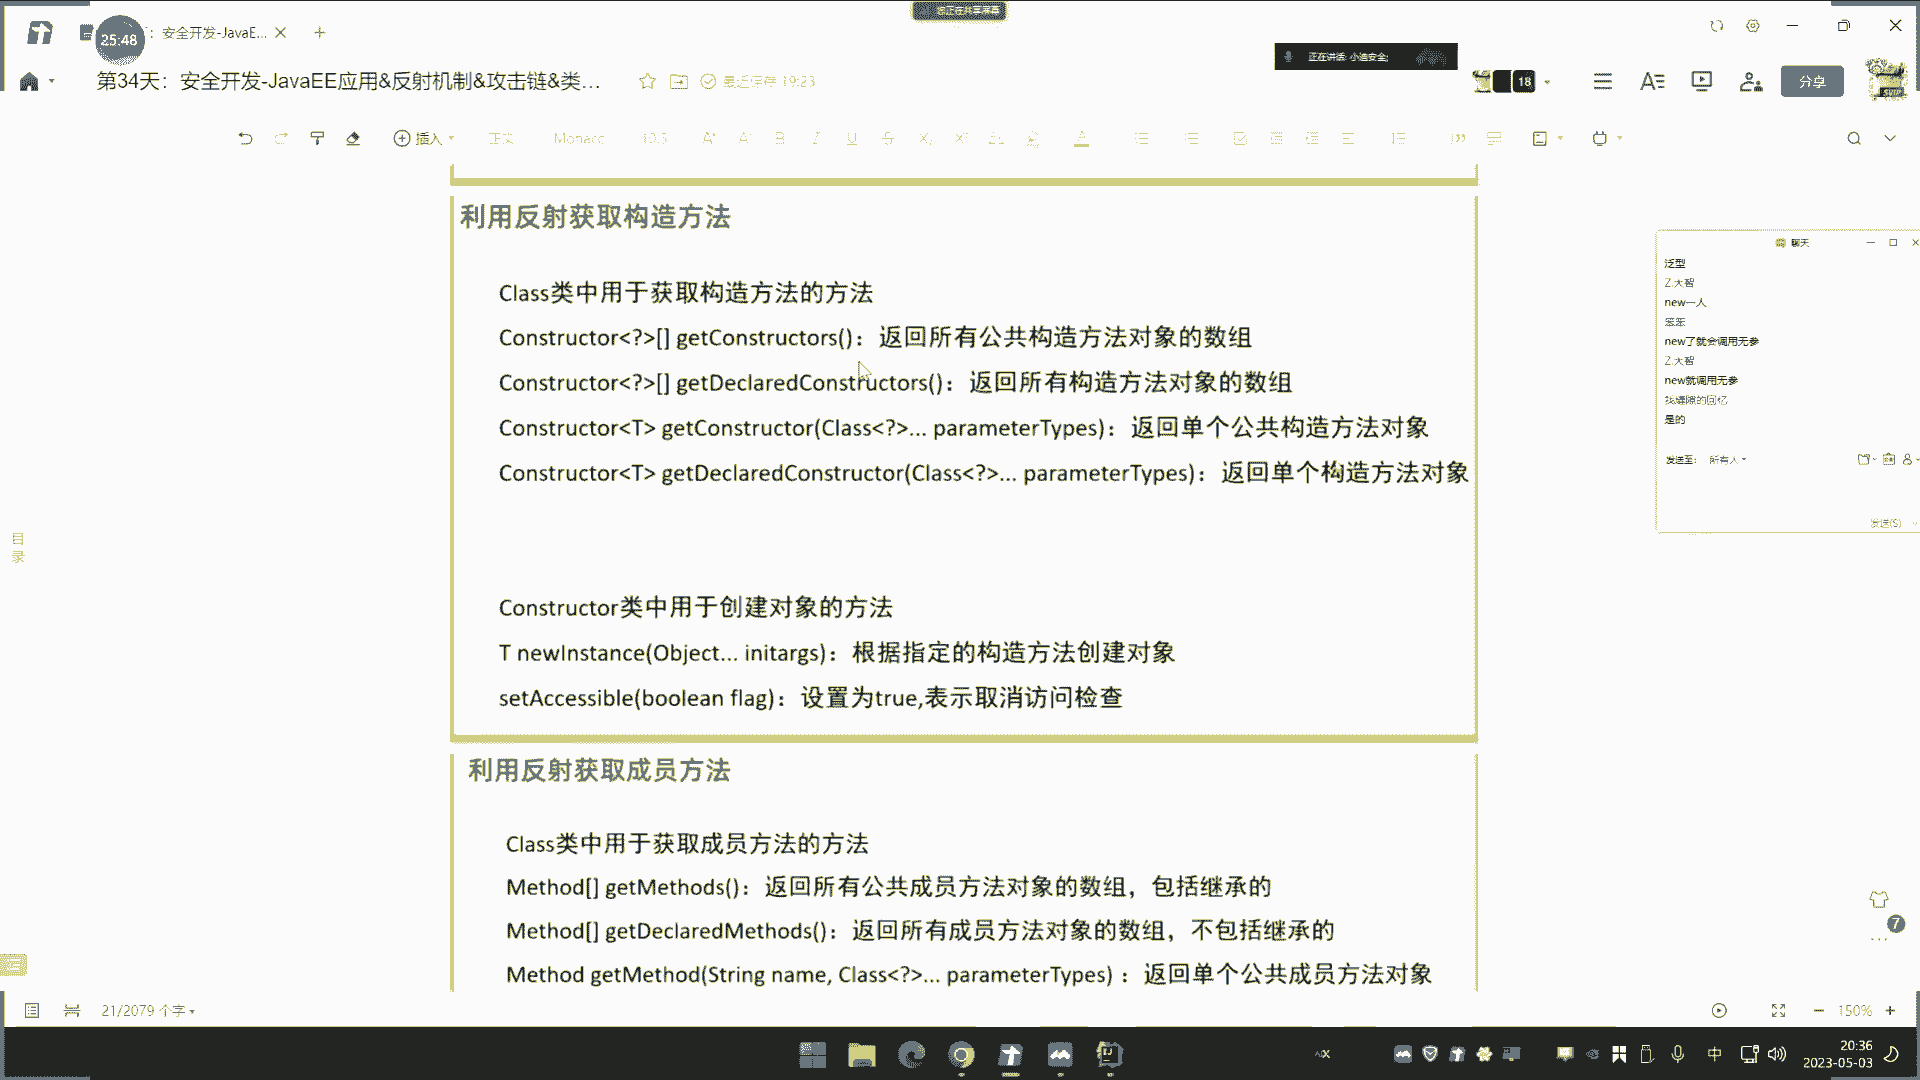 您正在共享屏幕
25:48
安全开发-JavaE...
正在讲话: 小迪安全;
第34天：安全开发-JavaEE应用&反射机制&攻击链&类...
最近保存 19:23
18
分享
插入
正文
Monaco
10.5
利用反射获取构造方法
Class类中用于获取构造方法的方法
Constructor<?>[] getConstructors()：返回所有公共构造方法对象的数组
Constructor<?>[] getDeclaredConstructors()：返回所有构造方法对象的数组
Constructor<T> getConstructor(Class<?>... parameterTypes)：返回单个公共构造方法对象
Constructor<T> getDeclaredConstructor(Class<?>... parameterTypes)：返回单个构造方法对象
Constructor类中用于创建对象的方法
T newInstance(Object... initargs)：根据指定的构造方法创建对象
setAccessible(boolean flag)：设置为true,表示取消访问检查
利用反射获取成员方法
Class类中用于获取成员方法的方法
Method[] getMethods()：返回所有公共成员方法对象的数组，包括继承的
Method[] getDeclaredMethods()：返回所有成员方法对象的数组，不包括继承的
Method getMethod(String name, Class<?>... parameterTypes) ：返回单个公共成员方法对象
聊天
泛型
Z.大智
new一人
笨笨
new了就会调用无参
Z.大智
new就调用无参
找缝隙的回忆
是的
发送至: 所有人
发送(S)
目
录
7
21/2079 个字
150%
中
20:36
2023-05-03